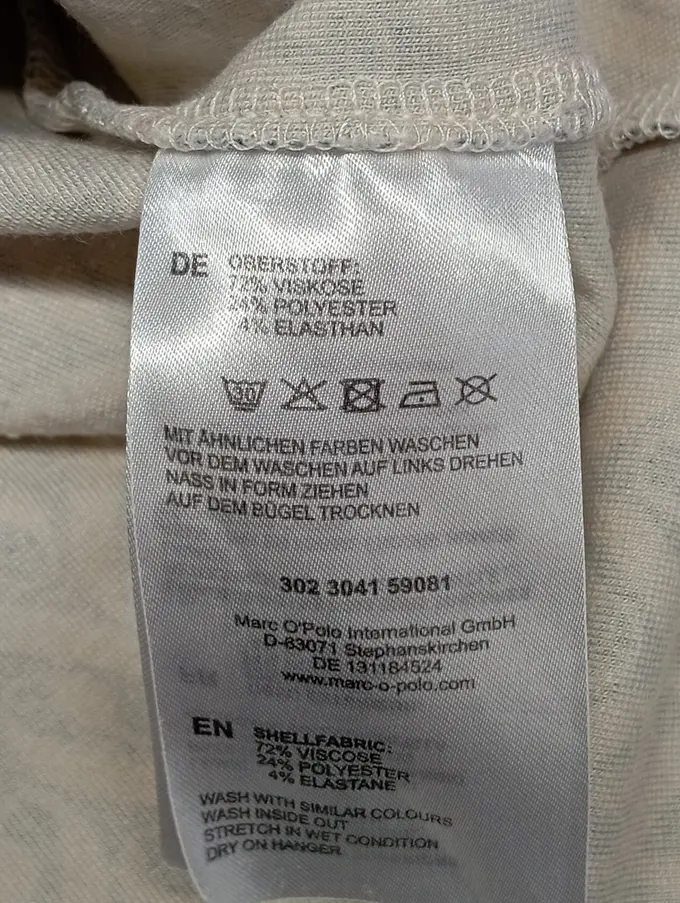 DE OBERSTOFF:
72% VISKOSE
24% POLYESTER
4% ELASTHAN
30
MIT ÄHNLICHEN FARBEN WASCHEN
VOR DEM WASCHEN AUF LINKS DREHEN
NASS IN FORM ZIEHEN
AUF DEM BÜGEL TROCKNEN
302 3041 59081
Marc O'Polo International GmbH
D-83071 Stephanskirchen
DE 131184524
www.marc-o-polo.com
EN SHELLFABRIC:
72% VISCOSE
24% POLYESTER
4% ELASTANE
WASH WITH SIMILAR COLOURS
WASH INSIDE OUT
STRETCH IN WET CONDITION
DRY ON HANGER